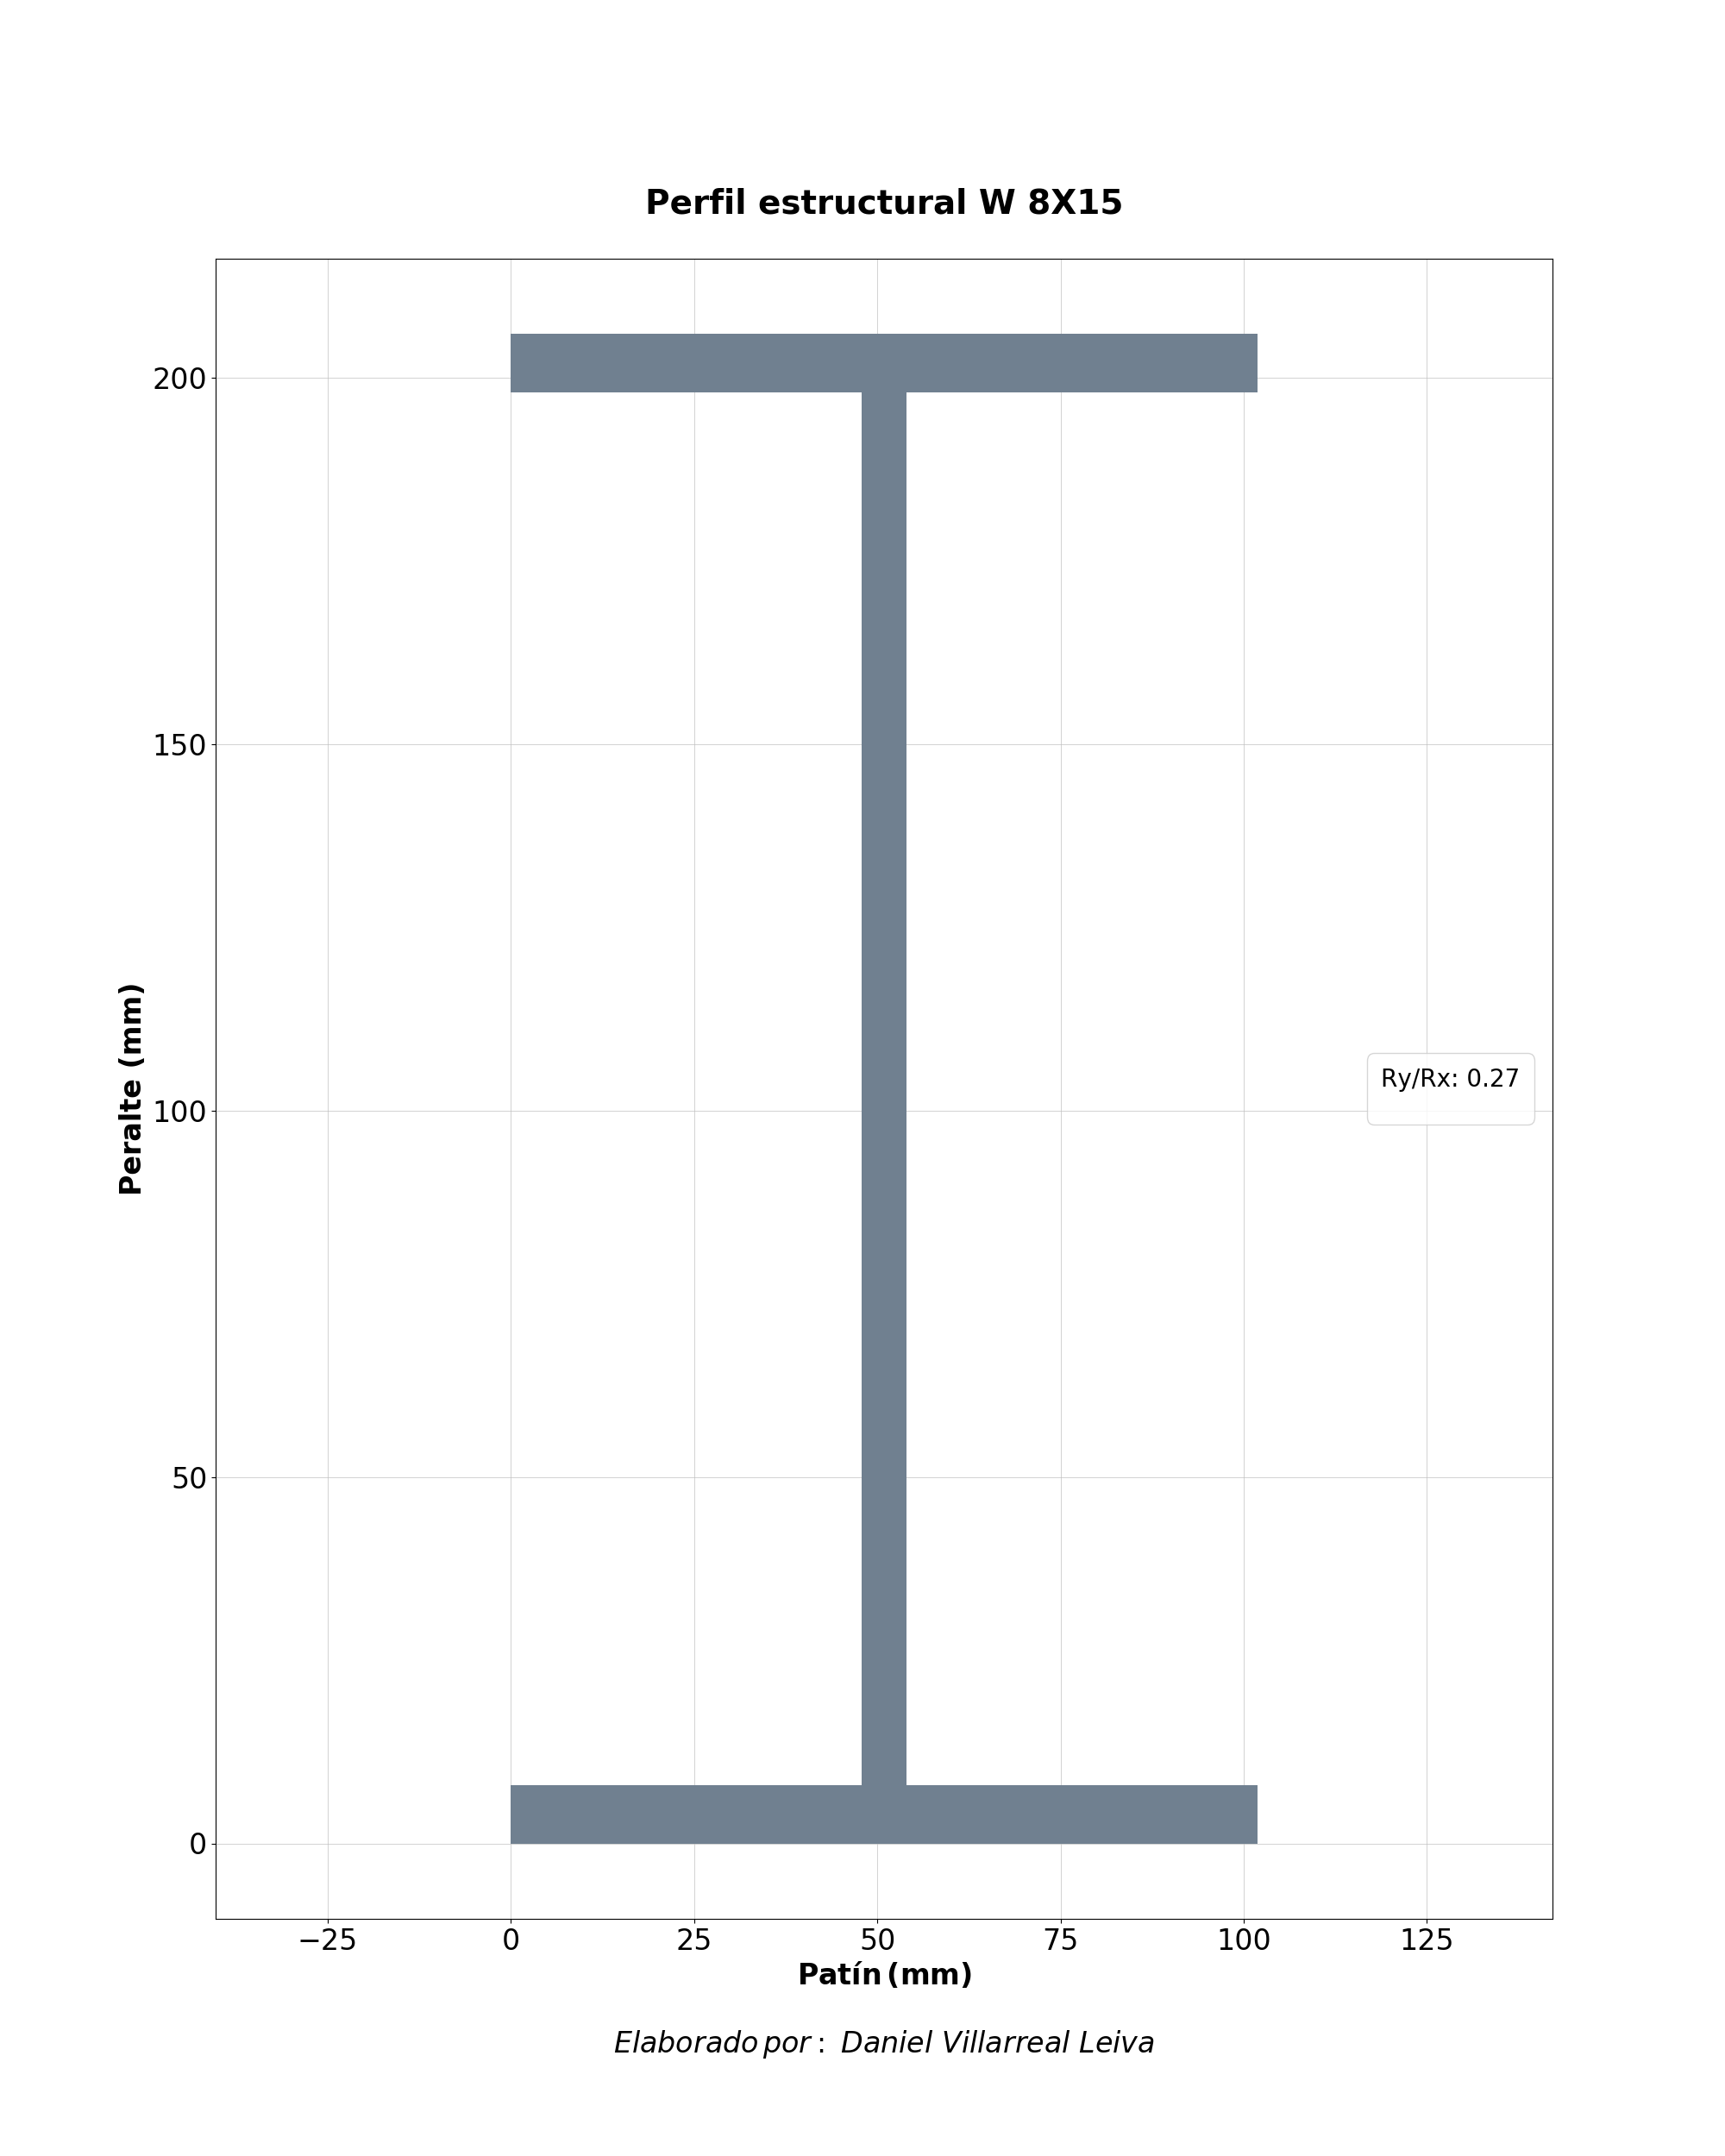 Perfil estructural W 8X15
Peralte (mm)
200
150
100
50
0
Ry/Rx: 0.27
−25 0 25 50 75 100 125
Patín (mm)
Elaborado por: Daniel Villarreal Leiva